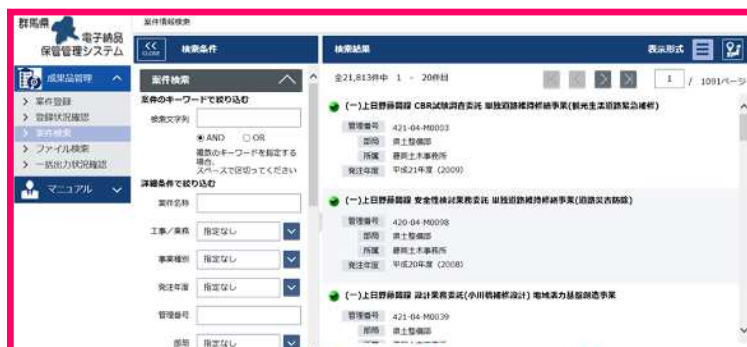 群馬県
電子納品
保管管理システム
案件情報検索
成果品管理
案件登録
登録状況確認
案件検索
ファイル検索
一括出力状況確認
マニュアル
<<
CLOSE
検索条件
案件検索
案件のキーワードで絞り込む
検索文字列
AND OR
複数のキーワードを指定する
場合、
スペースで区切ってください
詳細条件で絞り込む
案件名称
工事/業務 指定なし
事業種別 指定なし
発注年度 指定なし
管理番号
部局 指定なし
検索結果
表示形式
全21,813件中 1 - 20件目
1 / 1091ページ
(一)上日野藤岡線 CBR試験調査委託 単独道路維持修繕事業(観光生活道路緊急補修)
管理番号 421-04-M0003
部局 県土整備部
所属 藤岡土木事務所
発注年度 平成21年度 (2009)
(一)上日野藤岡線 安全性検討業務委託 単独道路維持修繕事業(道路災害防除)
管理番号 420-04-M0098
部局 県土整備部
所属 藤岡土木事務所
発注年度 平成20年度 (2008)
(一)上日野藤岡線 設計業務委託(小川橋補修設計) 地域活力基盤創造事業
管理番号 421-04-M0039
部局 県土整備部